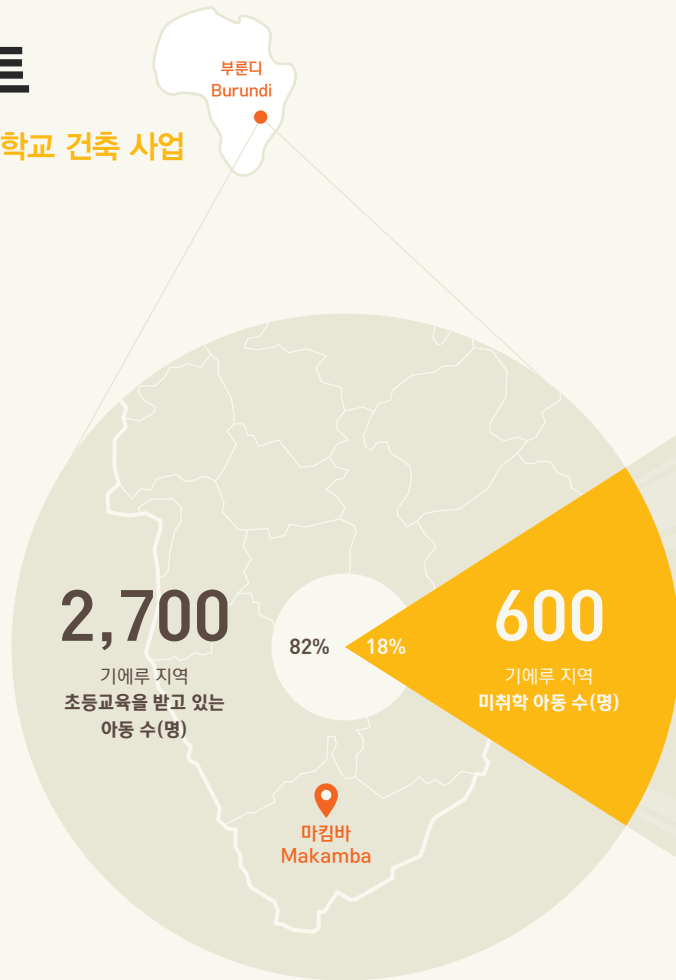 부룬디
Burundi
학교 건축 사업
2,700
기에루 지역
초등교육을 받고 있는
아동 수(명)
82%
18%
600
기에루 지역
미취학 아동 수(명)
마킴바
Makamba